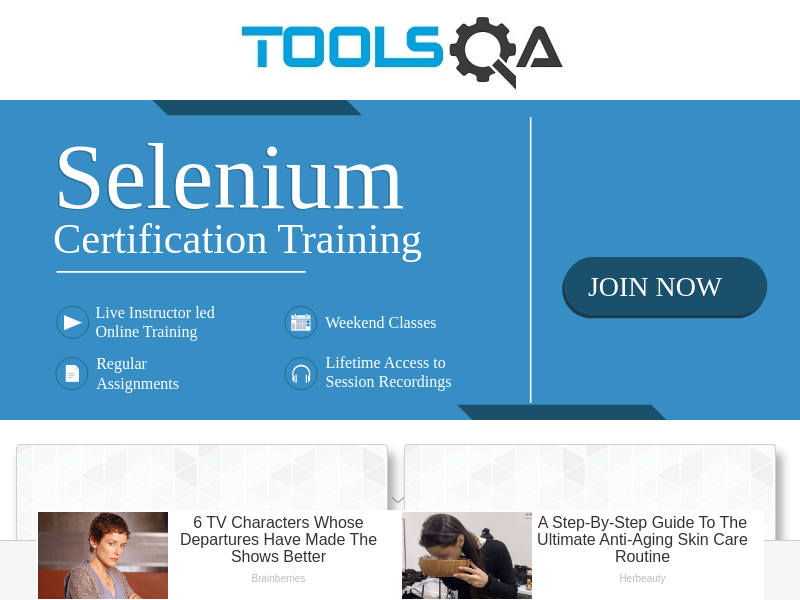 TOOLSQA
Selenium
Certification Training
Live Instructor led
Online Training
Weekend Classes
Regular
Assignments
Lifetime Access to
Session Recordings
JOIN NOW
6 TV Characters Whose
Departures Have Made The
Shows Better
Brainberries
A Step-By-Step Guide To The
Ultimate Anti-Aging Skin Care
Routine
Herbeauty